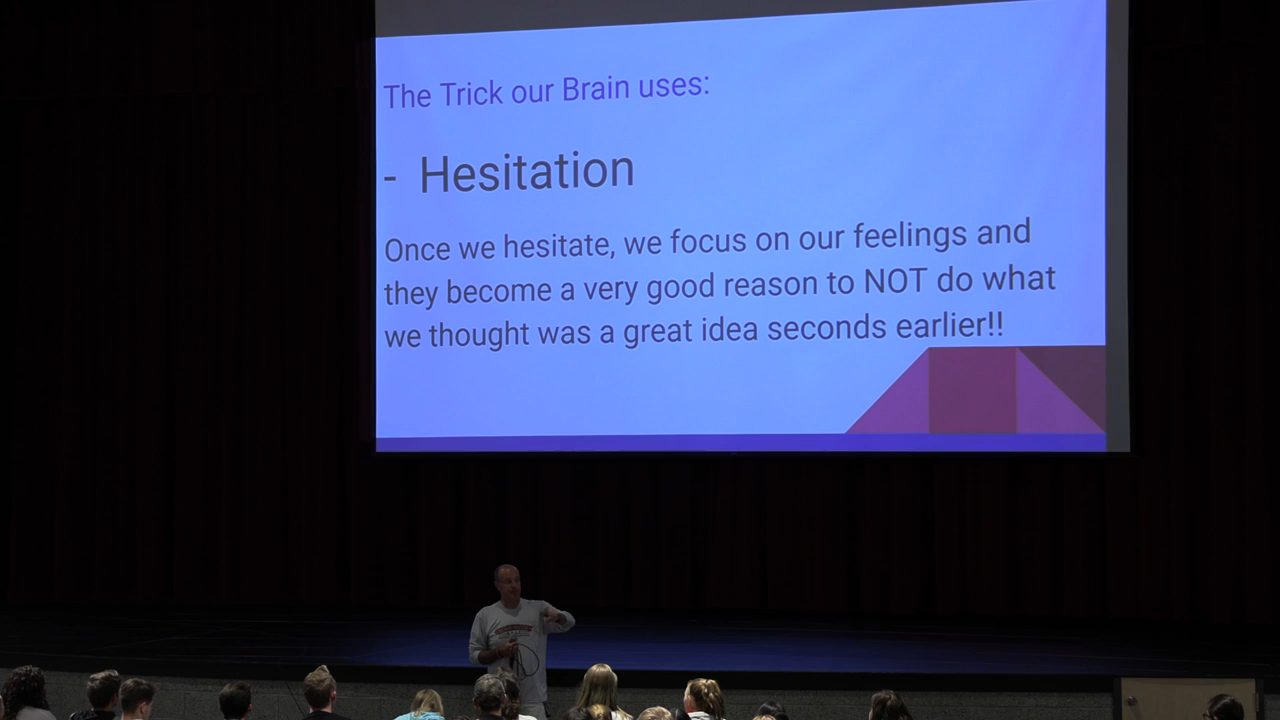 The Trick our Brain uses:
- Hesitation
Once we hesitate, we focus on our feelings and
they become a very good reason to NOT do what
we thought was a great idea seconds earlier!!